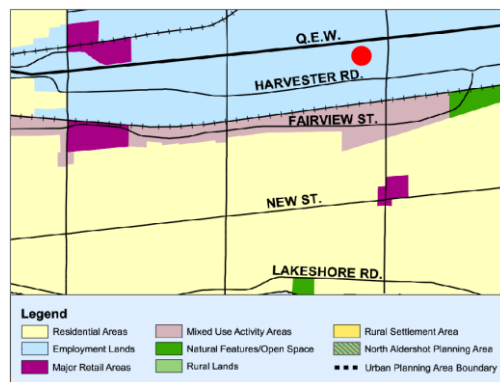 Q.E.W.
HARVESTER RD.
FAIRVIEW ST.
NEW ST.
LAKESHORE RD.
Legend
Residential Areas
Employment Lands
Major Retail Areas
Mixed Use Activity Areas
Natural Features/Open Space
Rural Lands
Rural Settlement Area
North Aldershot Planning Area
Urban Planning Area Boundary